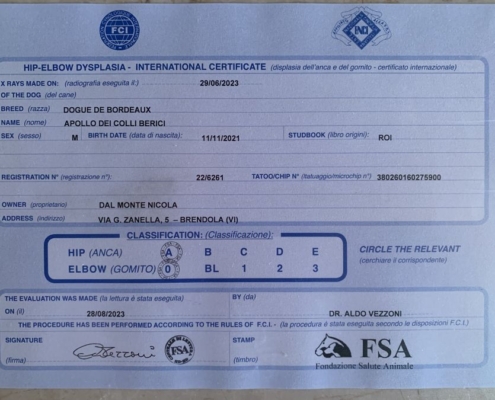 FCI
ENCI
HIP-ELBOW DYSPLASIA - INTERNATIONAL CERTIFICATE (displasia dell'anca e del gomito - certificato internazionale)
X RAYS MADE ON: (radiografia eseguita il:) 29/06/2023
OF THE DOG (del cane)
BREED (razza) DOGUE DE BORDEAUX
NAME (nome) APOLLO DEI COLLI BERICI
SEX (sesso) M BIRTH DATE (data di nascita): 11/11/2021 STUDBOOK (libro origini): ROI
REGISTRATION N° (registrazione n°): 22/6261 TATOO/CHIP N° (tatuaggio/microchip n°) 380260160275900
OWNER (proprietario) DAL MONTE NICOLA
ADDRESS (indirizzo) VIA G. ZANELLA, 5 – BRENDOLA (VI)
CLASSIFICATION: (Classificazione):
HIP (ANCA) A B C D E
ELBOW (GOMITO) 0 BL 1 2 3
CIRCLE THE RELEVANT
(cerchiare il corrispondente)
THE EVALUATION WAS MADE (la lettura è stata eseguita) BY (da)
ON (il) 28/08/2023 DR. ALDO VEZZONI
THE PROCEDURE HAS BEEN PERFORMED ACCORDING TO THE RULES OF F.C.I. - (la procedura è stata eseguita secondo le disposizioni F.C.I.)
SIGNATURE STAMP
(firma) FSA (timbro) FSA
Fondazione Salute Animale